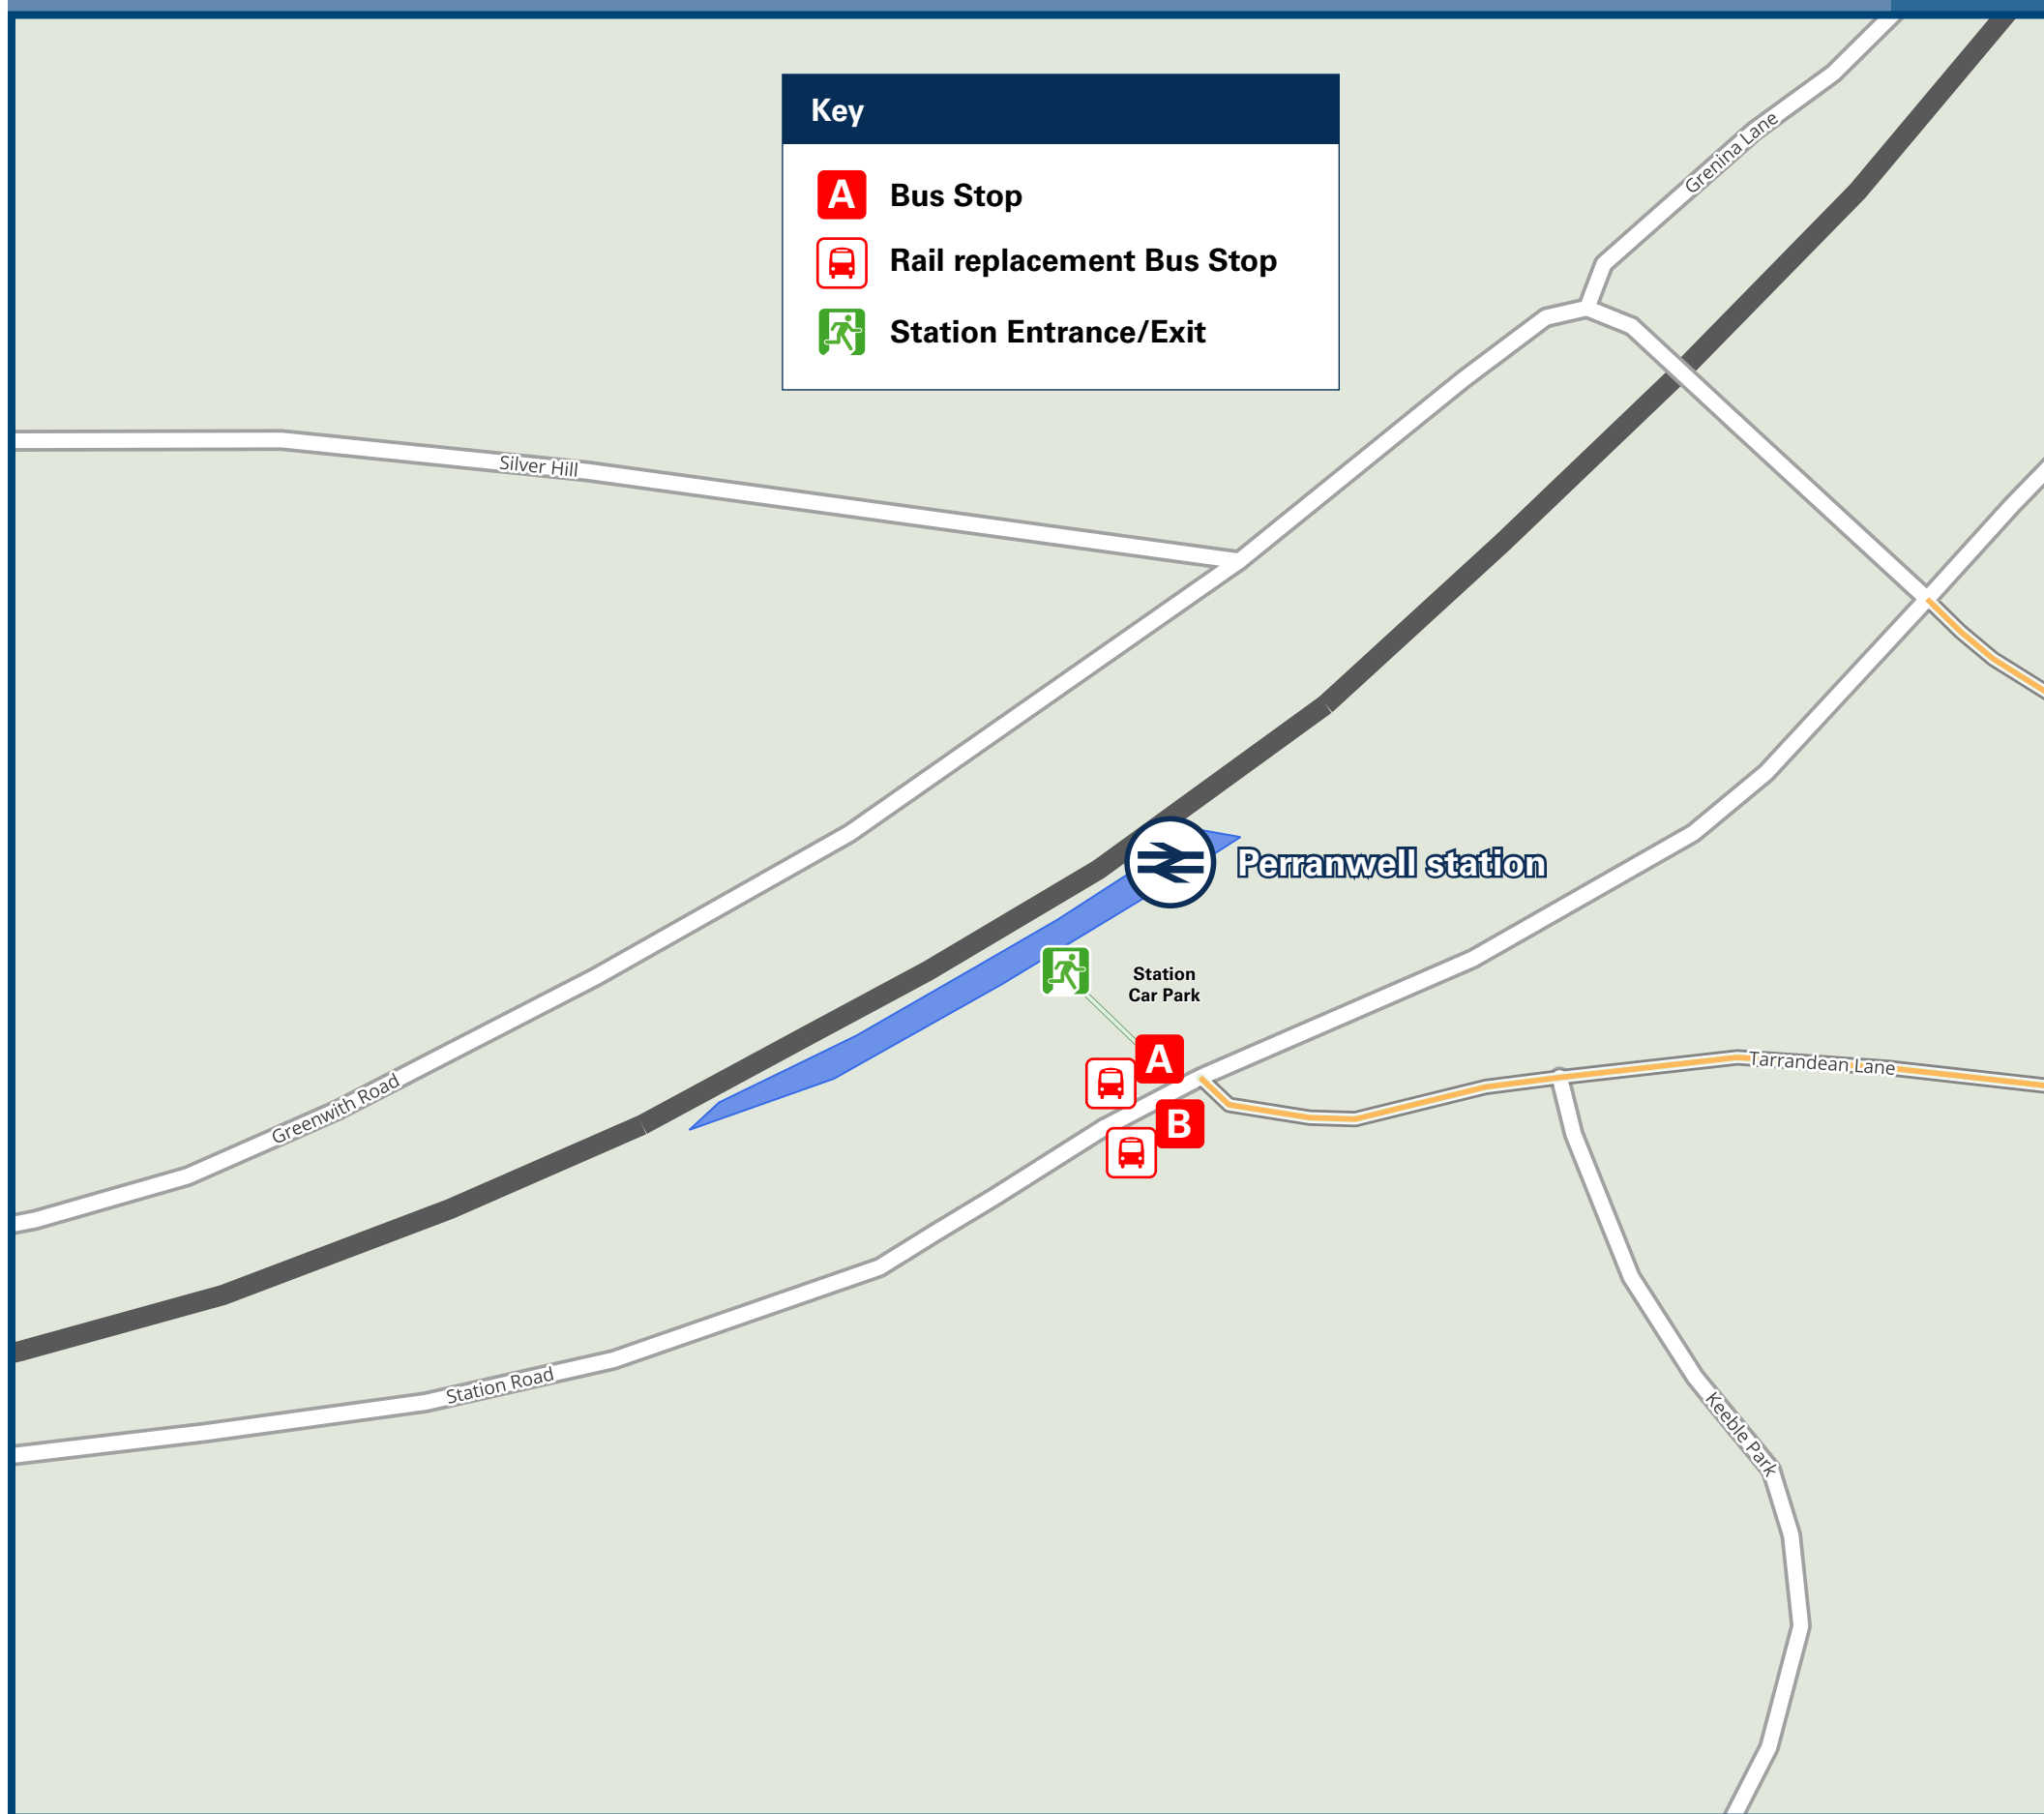 Key
A Bus Stop
Rail replacement Bus Stop
Station Entrance/Exit
Grenina Lane
Silver Hill
Perranwell station
Station
Car Park
A
Tarrandean Lane
Greenwith Road
B
Station Road
Keeble Park